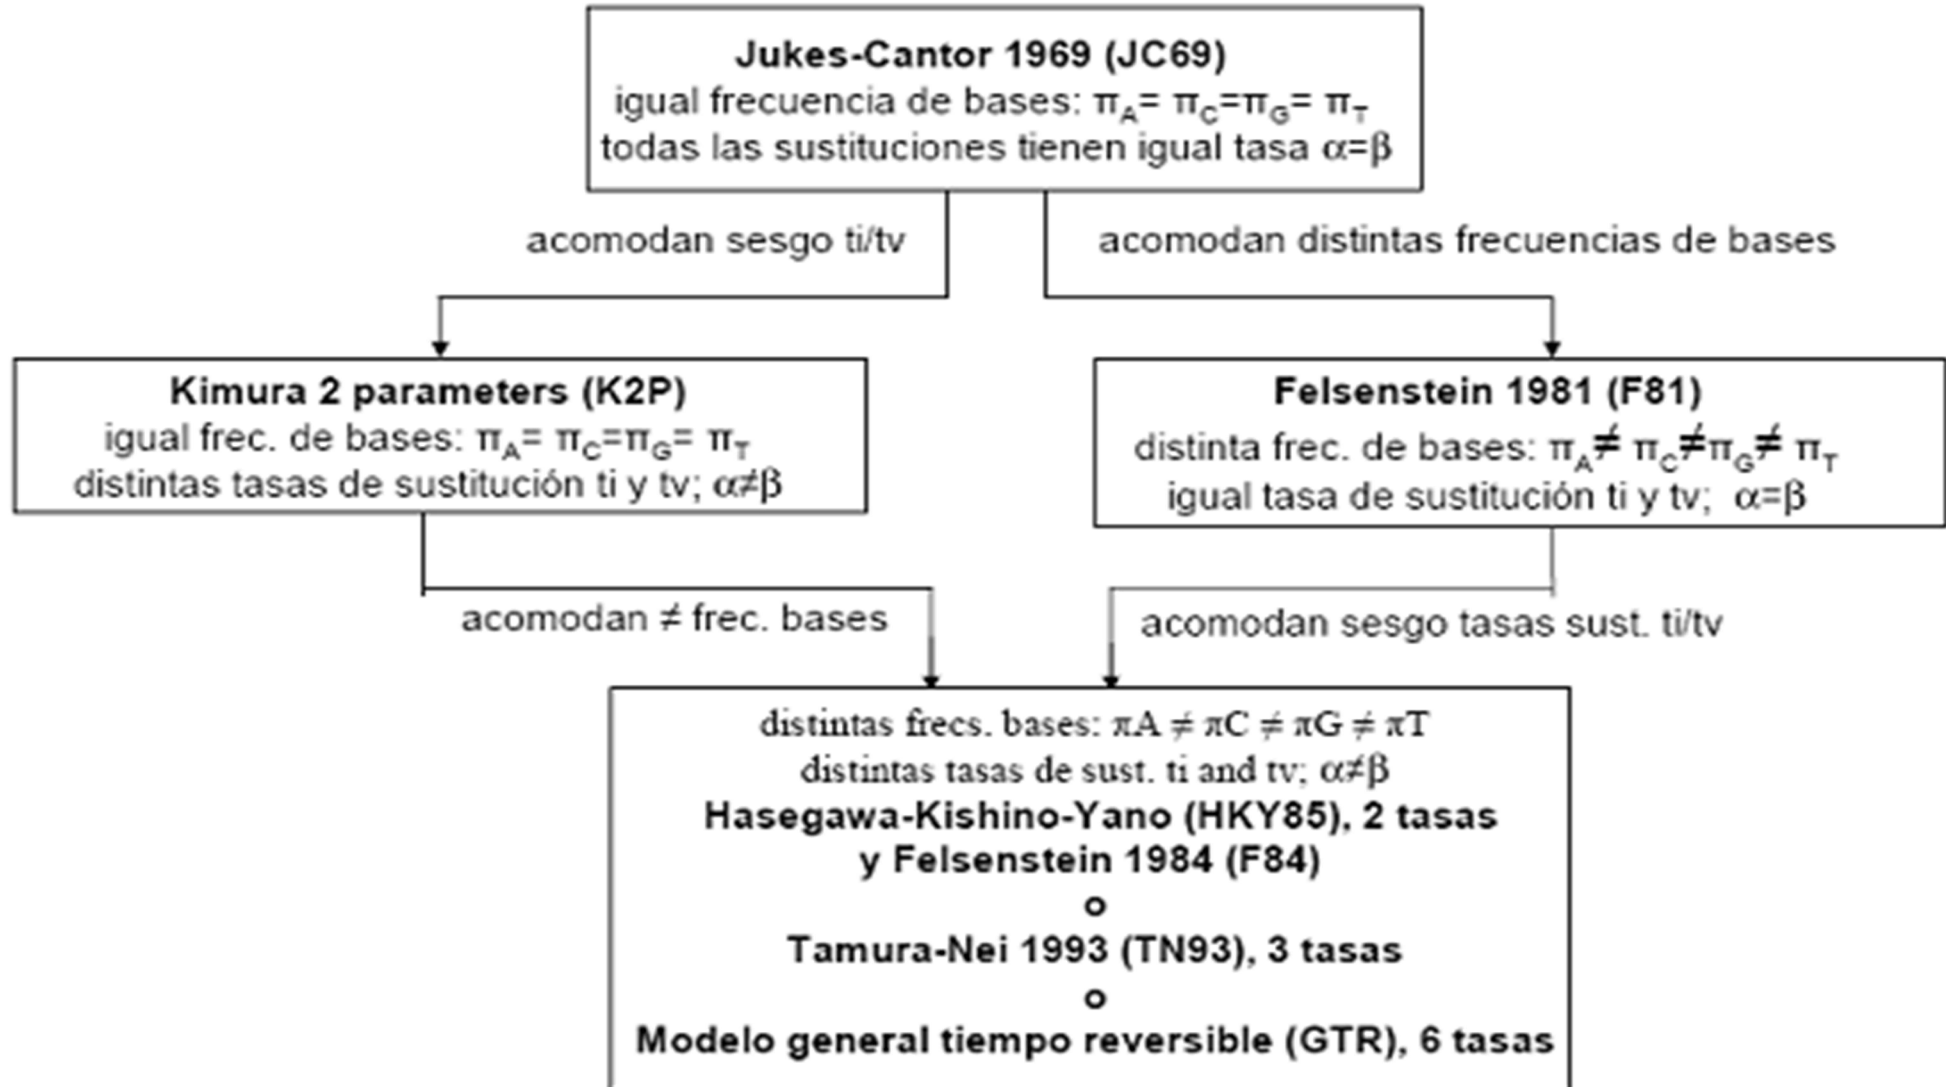 Jukes-Cantor 1969 (JC69)
igual frecuencia de bases: πA= πC=πG= πT
todas las sustituciones tienen igual tasa α=β
acomodan sesgo ti/tv
acomodan distintas frecuencias de bases
Kimura 2 parameters (K2P)
igual frec. de bases: πA= πC=πG= πT
distintas tasas de sustitución ti y tv; α≠β
Felsenstein 1981 (F81)
distinta frec. de bases: πA≠ πC≠πG≠ πT
igual tasa de sustitución ti y tv; α=β
acomodan ≠ frec. bases
acomodan sesgo tasas sust. ti/tv
distintas frecs. bases: πA ≠ πC ≠ πG ≠ πT
distintas tasas de sust. ti and tv; α≠β
Hasegawa-Kishino-Yano (HKY85), 2 tasas
y Felsenstein 1984 (F84)
o
Tamura-Nei 1993 (TN93), 3 tasas
o
Modelo general tiempo reversible (GTR), 6 tasas